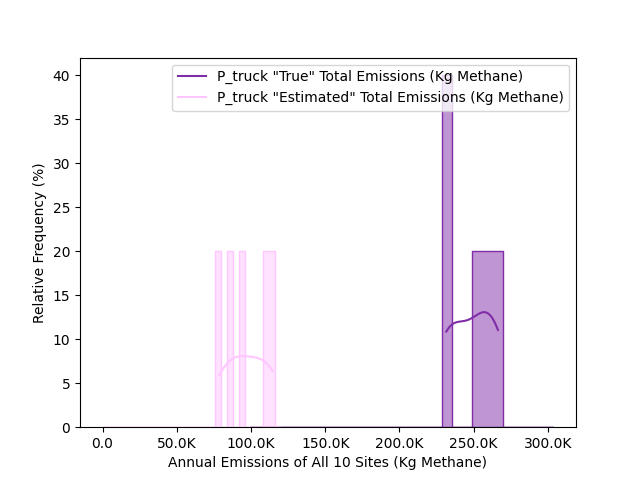 P_truck "True" Total Emissions (Kg Methane)
P_truck "Estimated" Total Emissions (Kg Methane)
40
35
30
25
20
15
10
5
0
Relative Frequency (%)
0.0 50.0K 100.0K 150.0K 200.0K 250.0K 300.0K
Annual Emissions of All 10 Sites (Kg Methane)